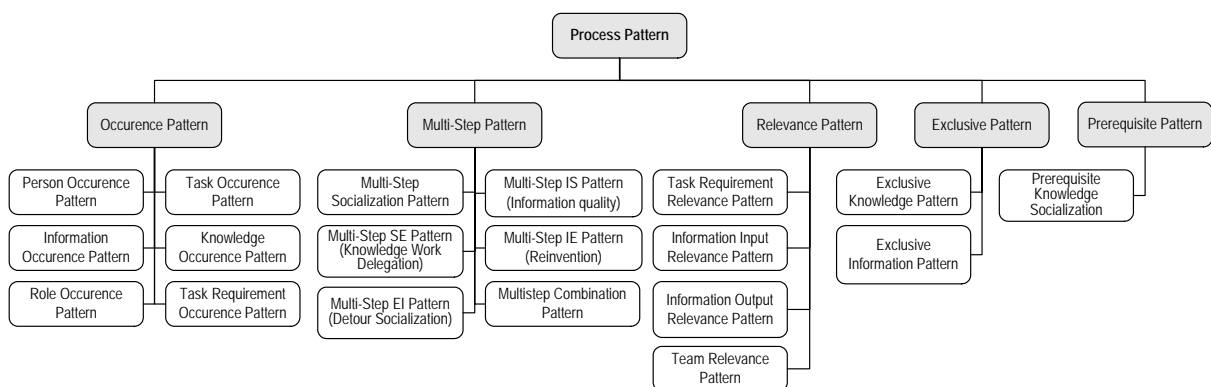 Process Pattern
Occurence Pattern
Multi-Step Pattern
Relevance Pattern
Exclusive Pattern
Prerequisite Pattern
Person Occurence
Pattern
Task Occurence
Pattern
Information
Occurence Pattern
Knowledge
Occurence Pattern
Role Occurence
Pattern
Task Requirement
Occurence Pattern
Multi-Step
Socialization Pattern
Multi-Step IS Pattern
(Information quality)
Multi-Step SE Pattern
(Knowledge Work
Delegation)
Multi-Step IE Pattern
(Reinvention)
Multi-Step EI Pattern
(Detour Socialization)
Multistep Combination
Pattern
Task Requirement
Relevance Pattern
Information Input
Relevance Pattern
Information Output
Relevance Pattern
Team Relevance
Pattern
Exclusive
Knowledge Pattern
Exclusive
Information Pattern
Prerequisite
Knowledge
Socialization